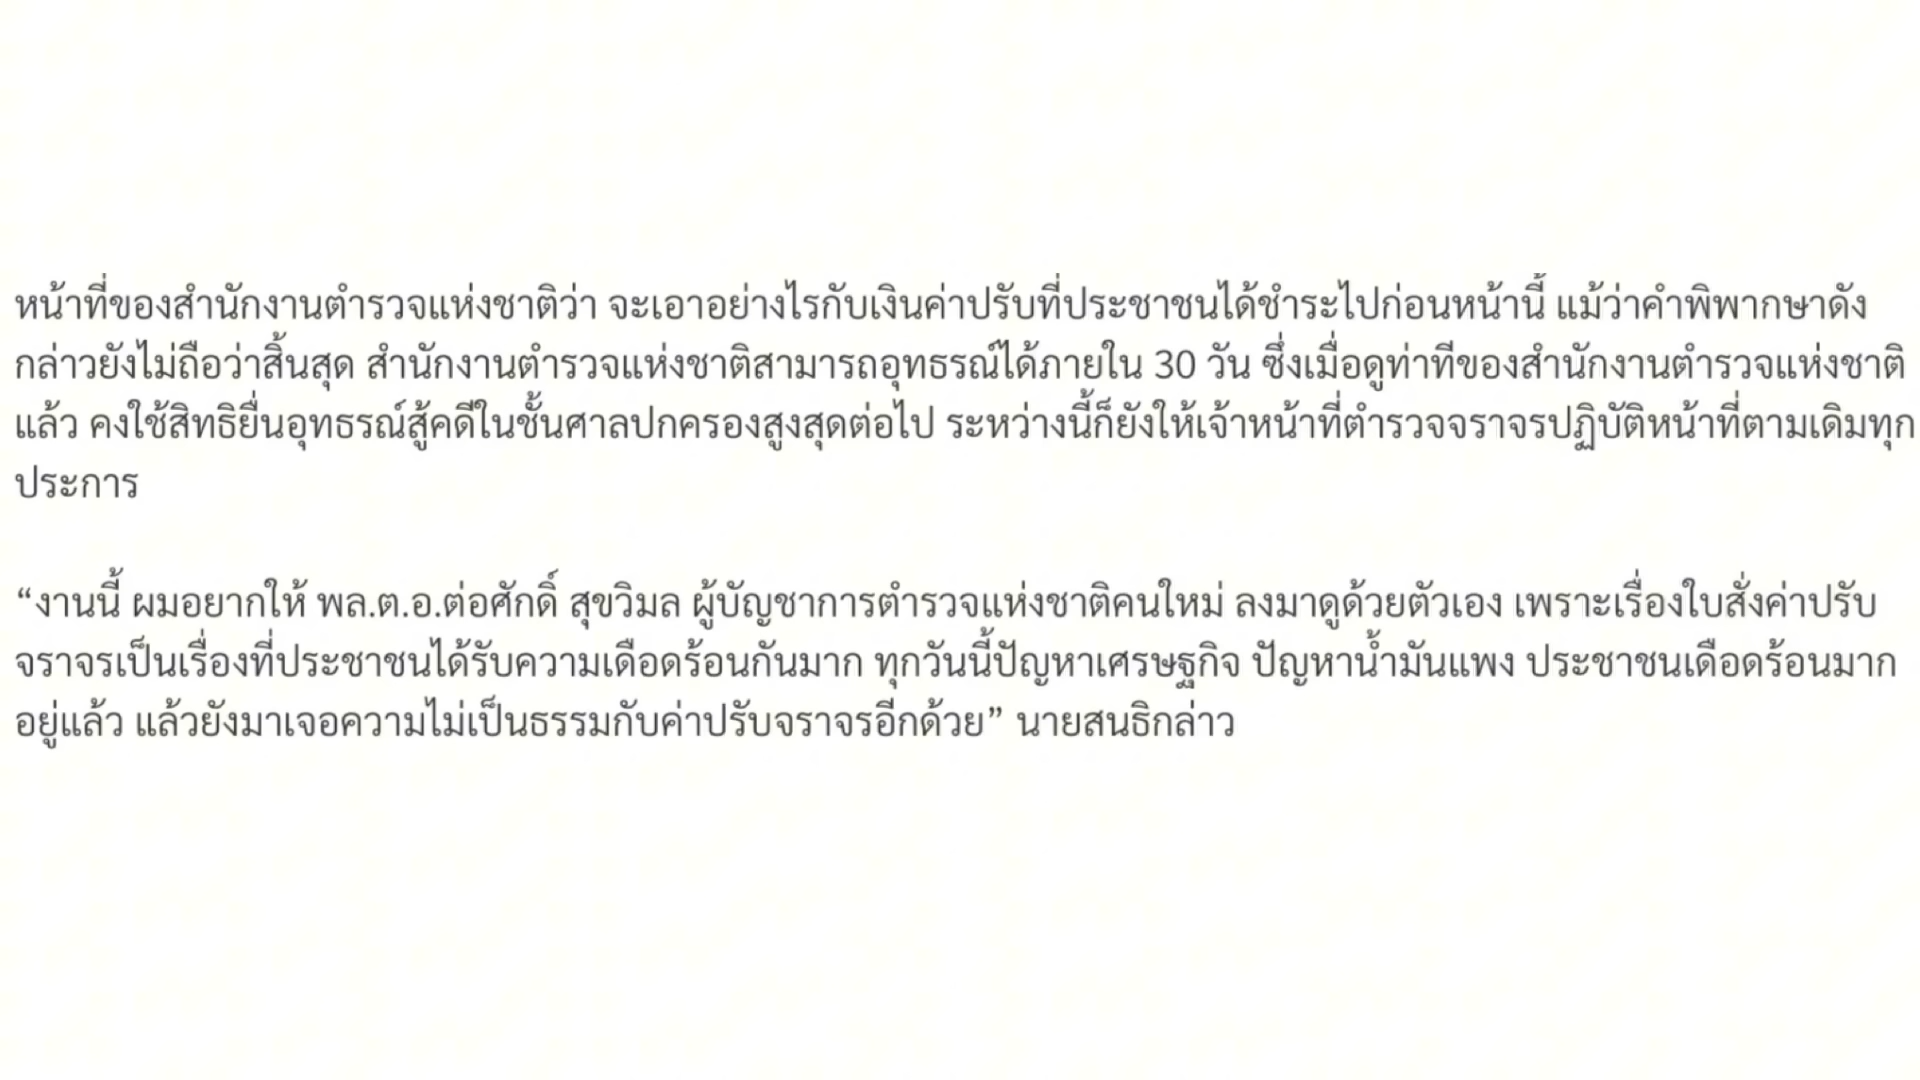 หน้าที่ของสำนักงานตำรวจแห่งชาติว่า จะเอาอย่างไรกับเงินค่าปรับที่ประชาชนได้ชำระไปก่อนหน้านี้ แม้ว่าคำพิพากษาดัง
กล่าวยังไม่ถือว่าสิ้นสุด สำนักงานตำรวจแห่งชาติสามารถอุทธรณ์ได้ภายใน 30 วัน ซึ่งเมื่อดูท่าทีของสำนักงานตำรวจแห่งชาติ
แล้ว คงใช้สิทธิยื่นอุทธรณ์สู้คดีในชั้นศาลปกครองสูงสุดต่อไป ระหว่างนี้ก็ยังให้เจ้าหน้าที่ตำรวจจราจรปฏิบัติหน้าที่ตามเดิมทุก
ประการ
“งานนี้ ผมอยากให้ พล.ต.อ.ต่อศักดิ์ สุขวิมล ผู้บัญชาการตำรวจแห่งชาติคนใหม่ ลงมาดูด้วยตัวเอง เพราะเรื่องใบสั่งค่าปรับ
จราจรเป็นเรื่องที่ประชาชนได้รับความเดือดร้อนกันมาก ทุกวันนี้ปัญหาเศรษฐกิจ ปัญหาน้ำมันแพง ประชาชนเดือดร้อนมาก
อยู่แล้ว แล้วยังมาเจอความไม่เป็นธรรมกับค่าปรับจราจรอีกด้วย” นายสนธิกล่าว